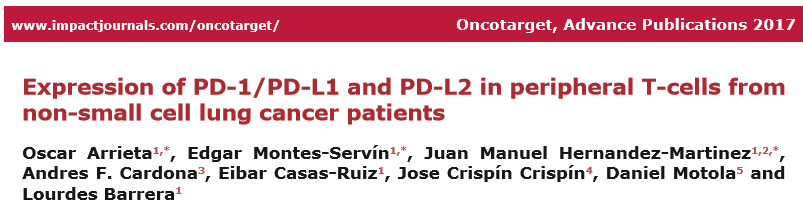 www.impactjournals.com/oncotarget/ Oncotarget, Advance Publications 2017
Expression of PD-1/PD-L1 and PD-L2 in peripheral T-cells from
non-small cell lung cancer patients
Oscar Arrieta1,*, Edgar Montes-Servín1,*, Juan Manuel Hernandez-Martinez1,2,*,
Andres F. Cardona3, Eibar Casas-Ruiz1, Jose Crispín Crispín4, Daniel Motola5 and
Lourdes Barrera1